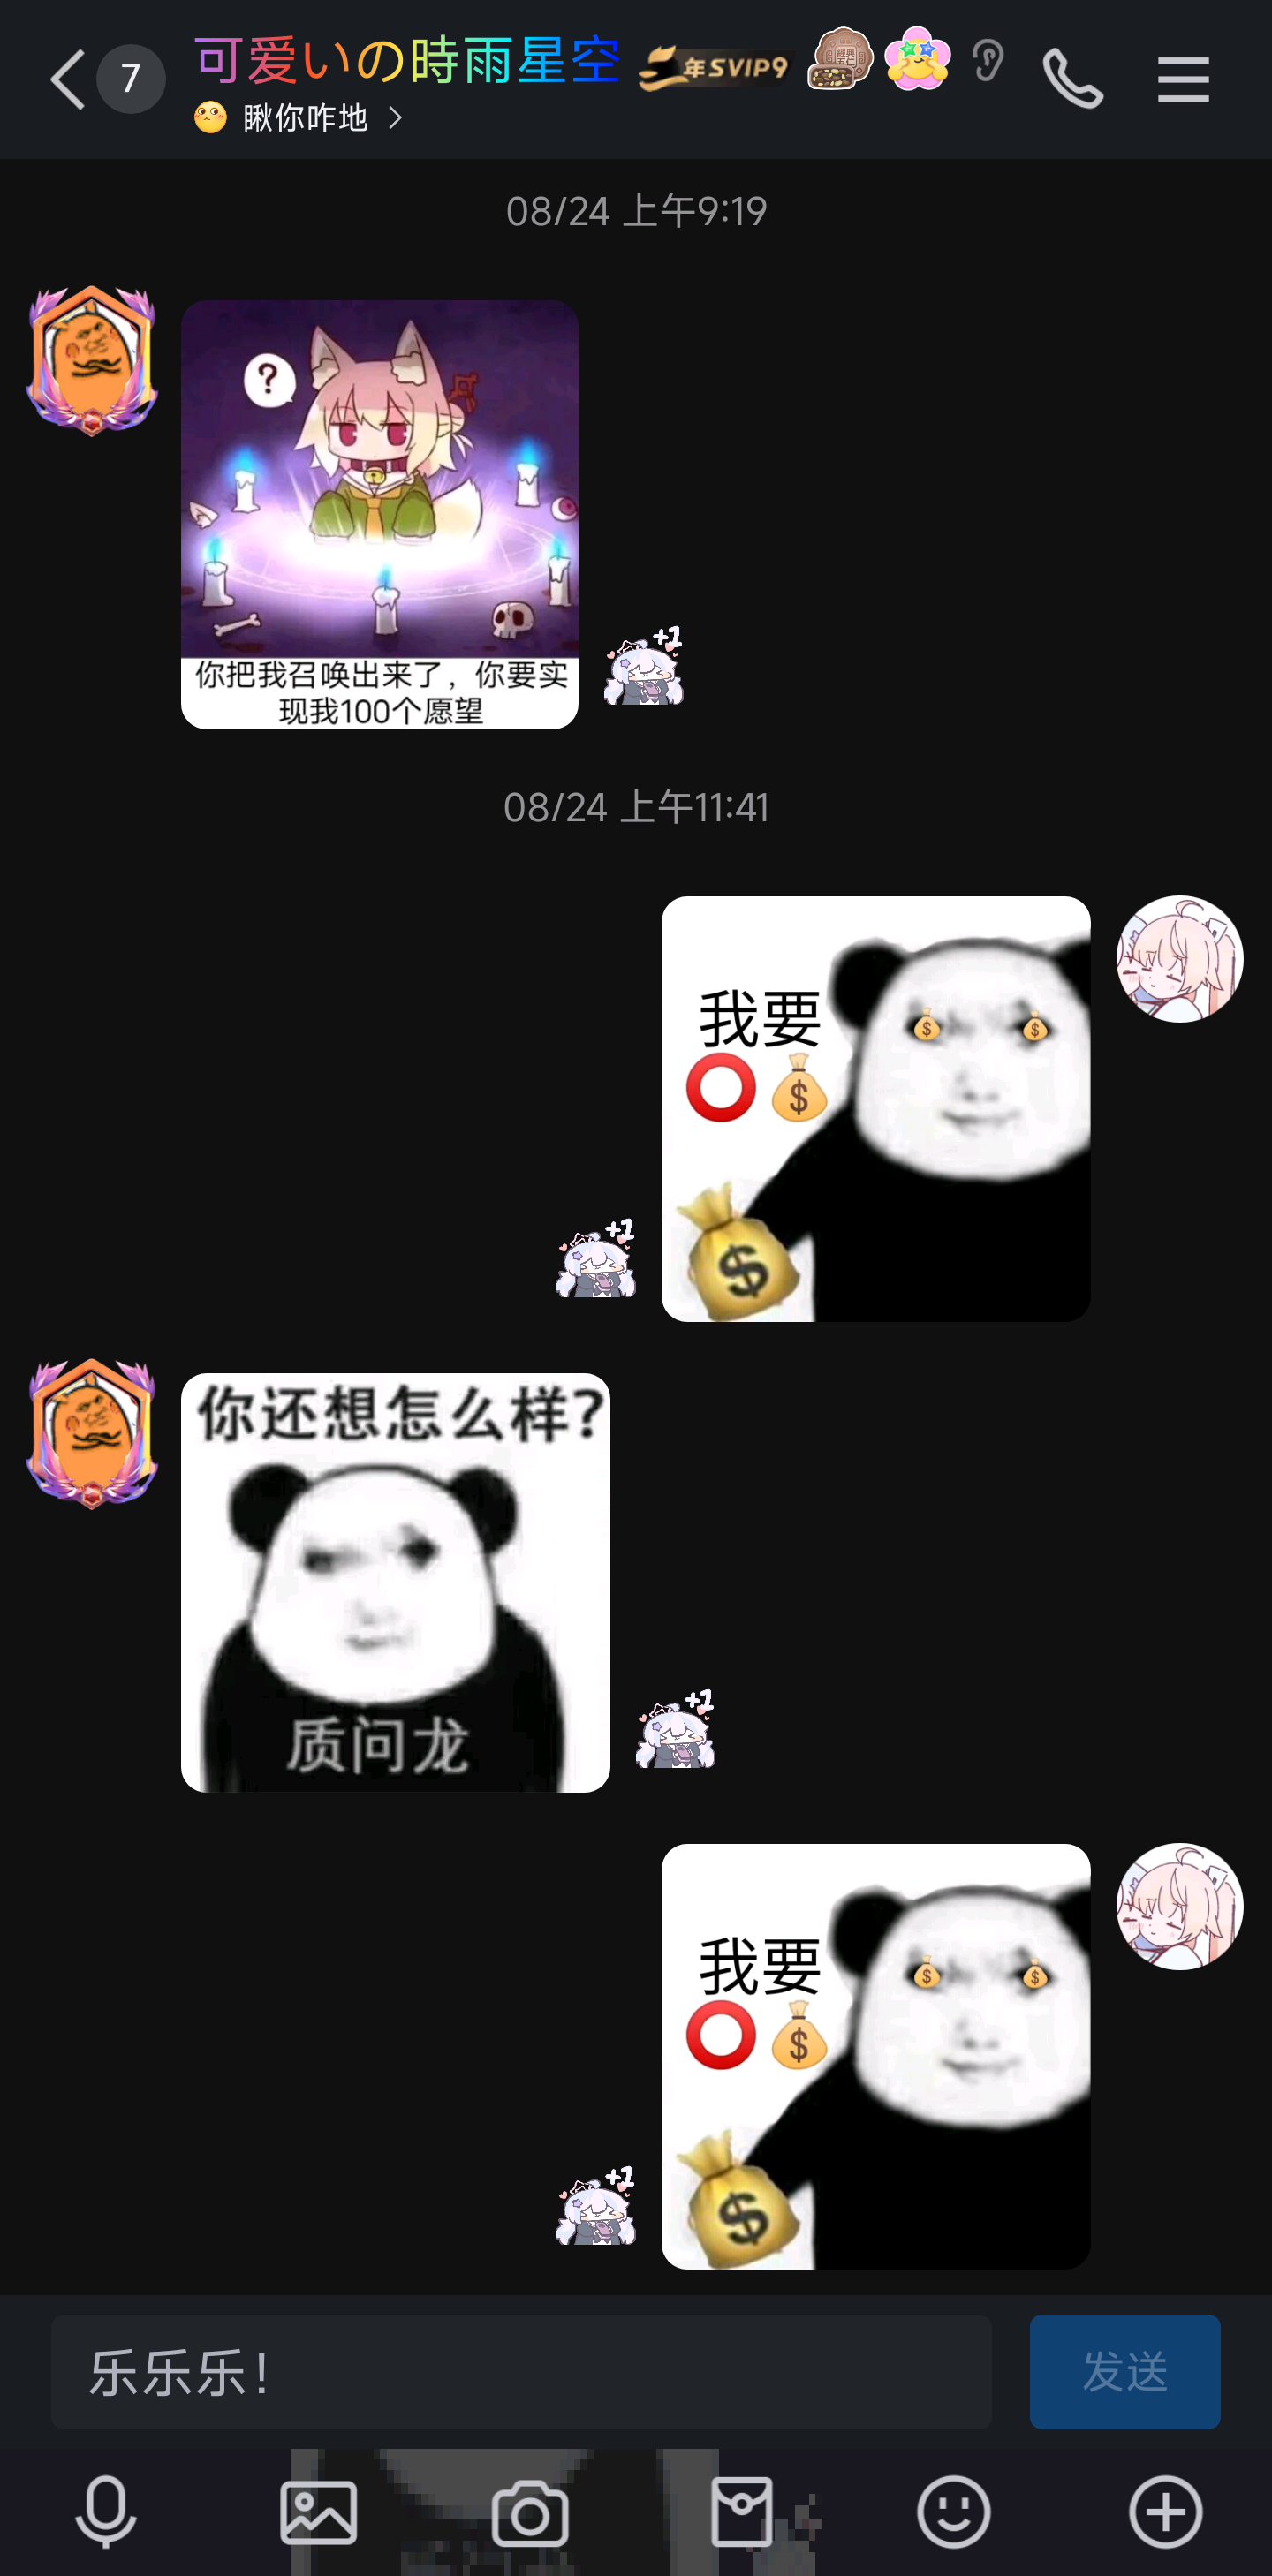 7
可爱いの時雨星空
年SVIP9
瞅你咋地
08/24 上午9:19
?
你把我召唤出来了，你要实
现我100个愿望
+1
08/24 上午11:41
我要
⭕💰
$
+1
你还想怎么样?
质问龙
+1
我要
⭕💰
$
+1
乐乐乐！
发送